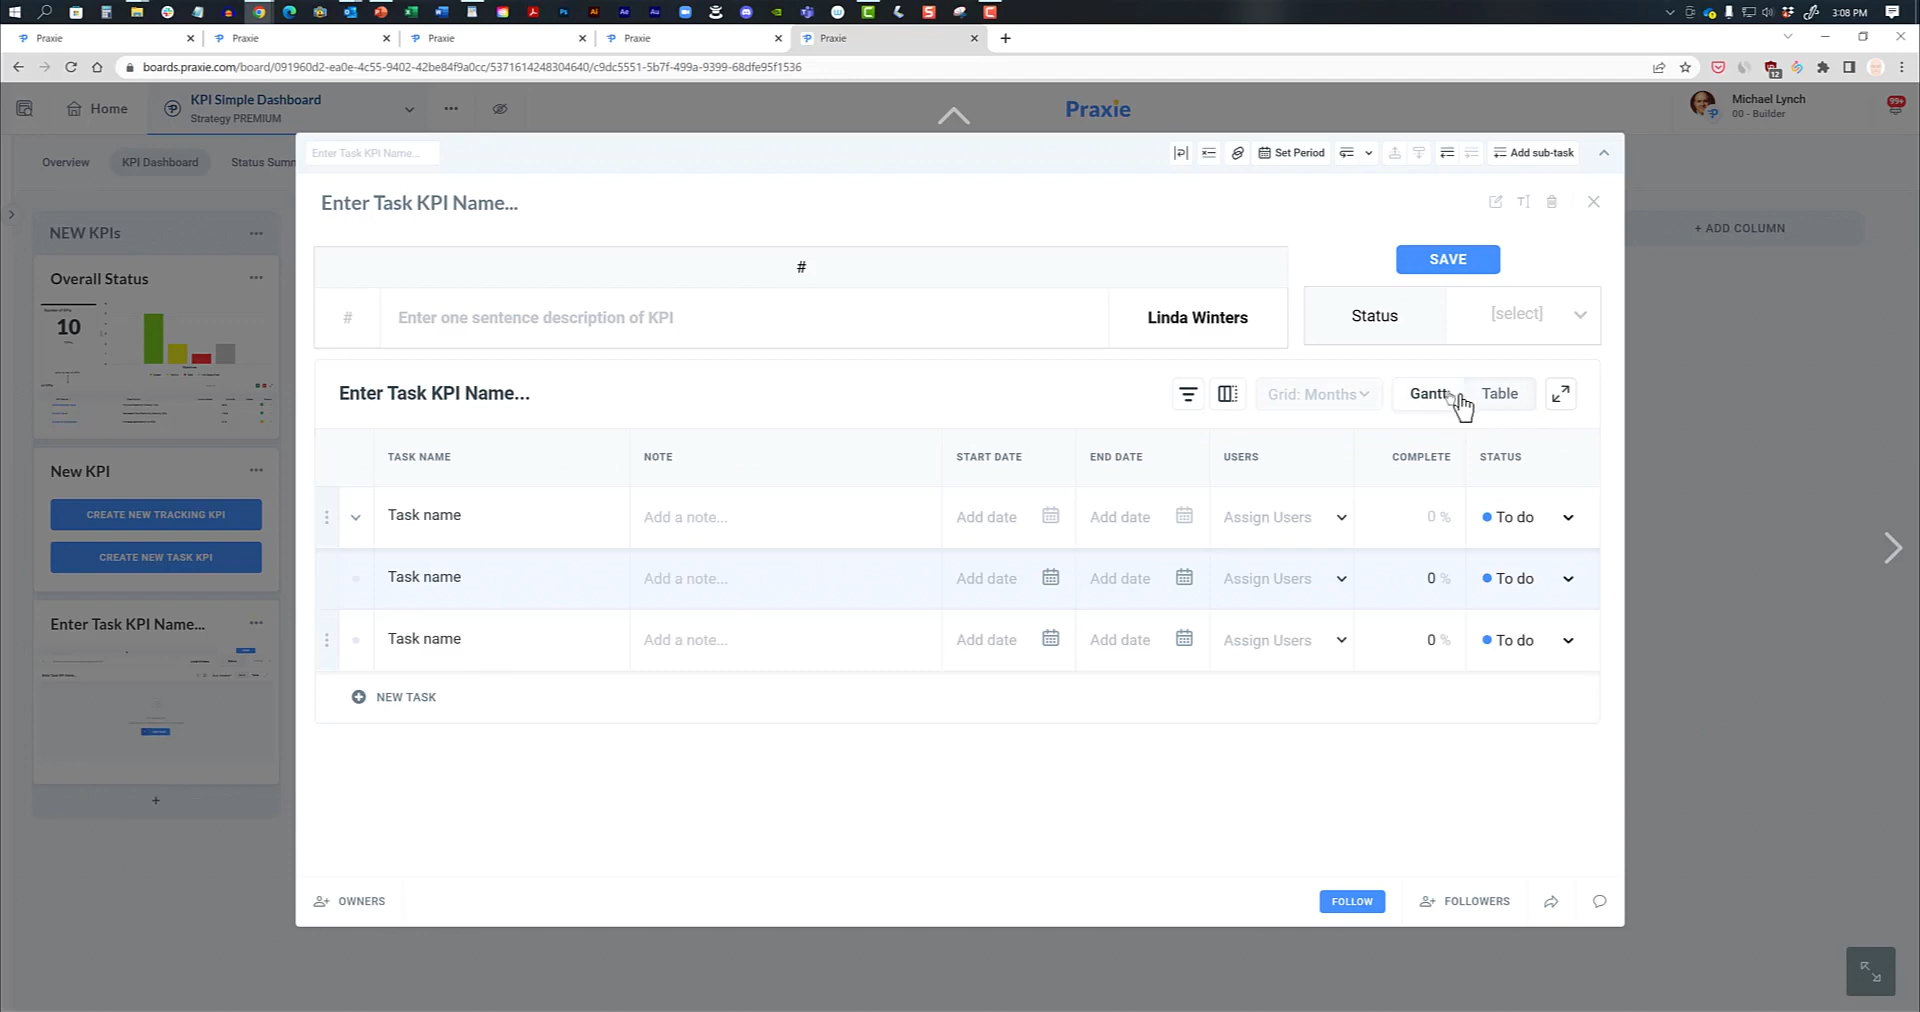 3:08 PM
Praxie
Praxie
Praxie
Praxie
Praxie
boards.praxie.com/board/091960d2-ea0e-4c55-9402-42be84f9a0cc/5371614248304640/c9dc5551-5b7f-499a-9399-68dfe95f1536
12
Home
KPI Simple Dashboard
Strategy PREMIUM
Praxie
Michael Lynch
00 - Builder
99+
Overview
KPI Dashboard
Status Summ
Enter Task KPI Name...
Set Period
Add sub-task
Enter Task KPI Name...
NEW KPIs
+ ADD COLUMN
#
SAVE
#
Enter one sentence description of KPI
Linda Winters
Status
[select]
Overall Status
10
Enter Task KPI Name...
Grid: Months
Gantt
Table
TASK NAME
NOTE
START DATE
END DATE
USERS
COMPLETE
STATUS
Task name
Add a note...
Add date
Add date
Assign Users
0 %
To do
Task name
Add a note...
Add date
Add date
Assign Users
0 %
To do
Task name
Add a note...
Add date
Add date
Assign Users
0 %
To do
NEW TASK
New KPI
CREATE NEW TRACKING KPI
CREATE NEW TASK KPI
Enter Task KPI Name...
+
OWNERS
FOLLOW
FOLLOWERS